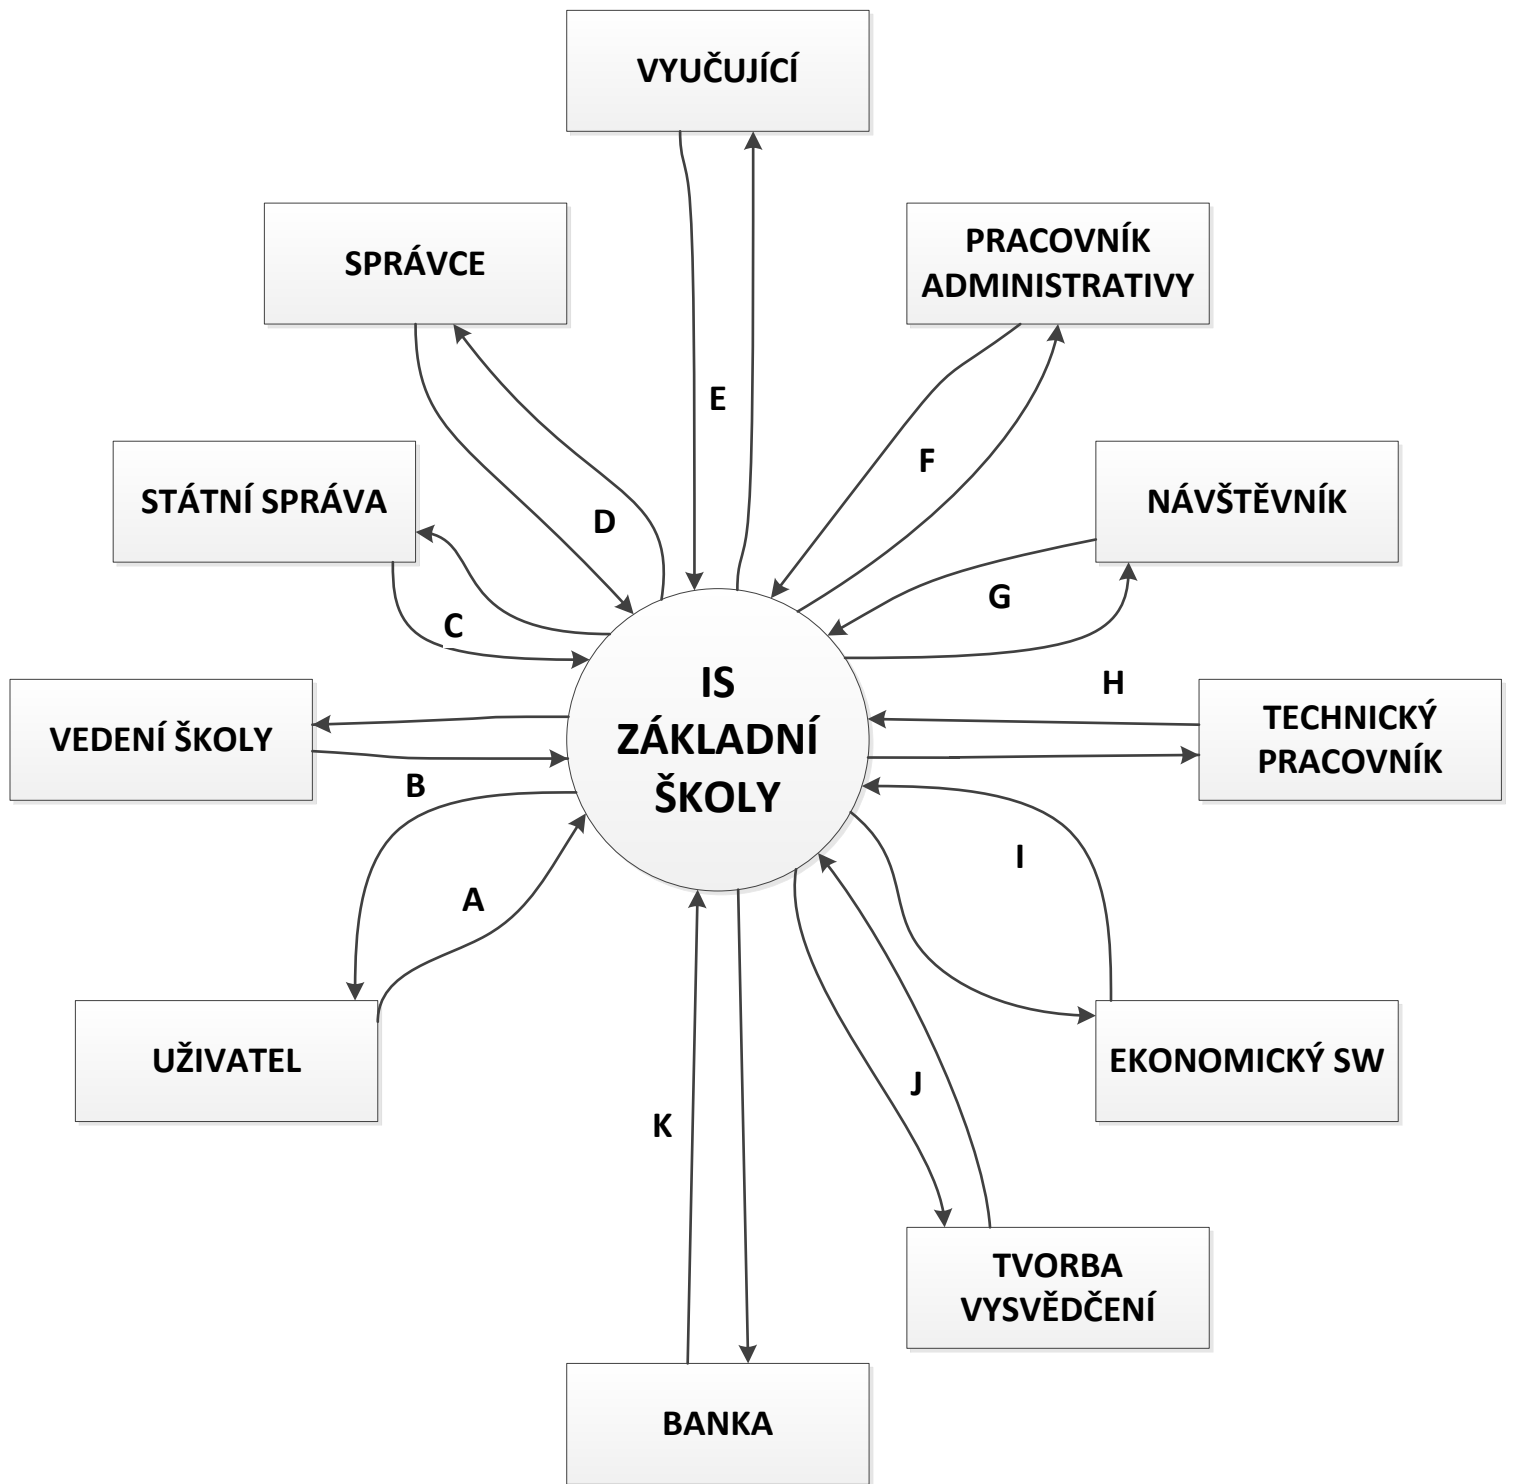 VYUČUJÍCÍ
SPRÁVCE
PRACOVNÍK
ADMINISTRATIVY
E
F
STÁTNÍ SPRÁVA
D
NÁVŠTĚVNÍK
C
G
IS
ZÁKLADNÍ
ŠKOLY
H
VEDENÍ ŠKOLY
TECHNICKÝ
PRACOVNÍK
B
A
I
UŽIVATEL
EKONOMICKÝ SW
J
K
TVORBA
VYSVĚDČENÍ
BANKA